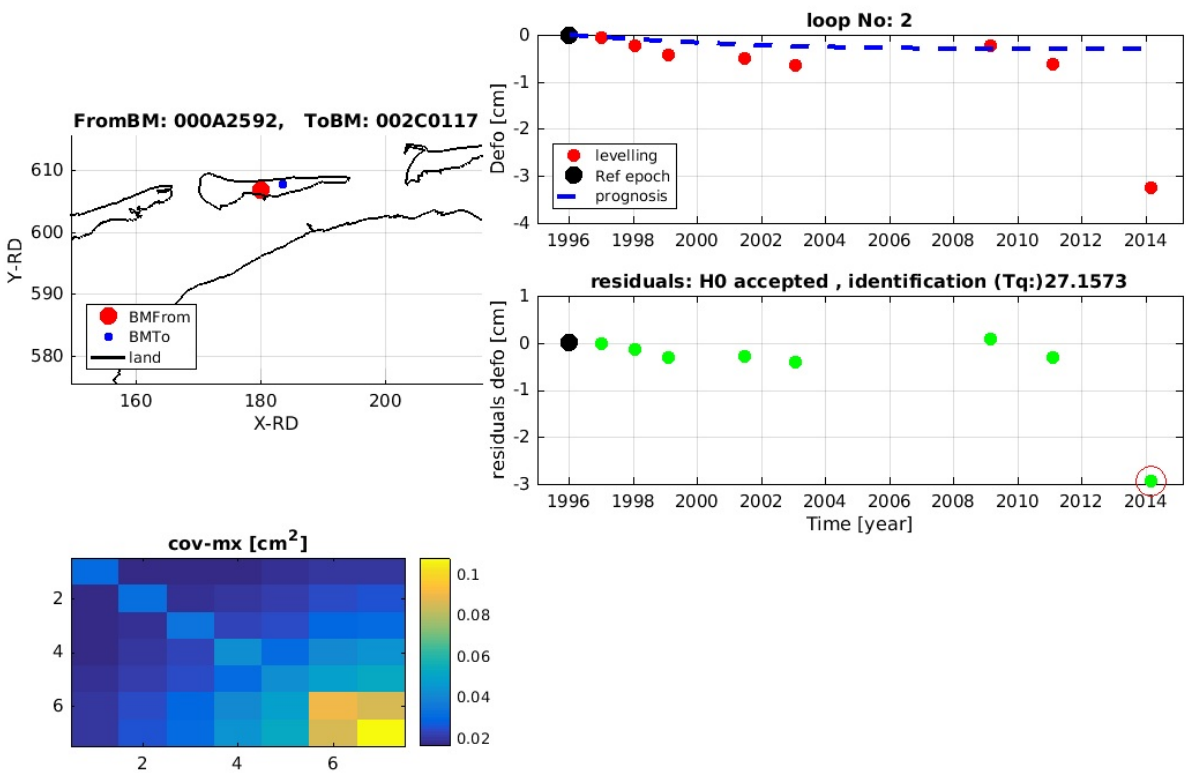 loop No: 2
0
-1
-2
-3
-4
Defo [cm]
levelling
Ref epoch
prognosis
1996 1998 2000 2002 2004 2006 2008 2010 2012 2014
FromBM: 000A2592, ToBM: 002C0117
610
600
590
580
Y-RD
BMFrom
BMTo
land
160 180 200
X-RD
residuals: H0 accepted , identification (Tq:)27.1573
1
0
-1
-2
-3
residuals defo [cm]
1996 1998 2000 2002 2004 2006 2008 2010 2012 2014
Time [year]
cov-mx [cm²]
2
4
6
2 4 6
0.1
0.08
0.06
0.04
0.02